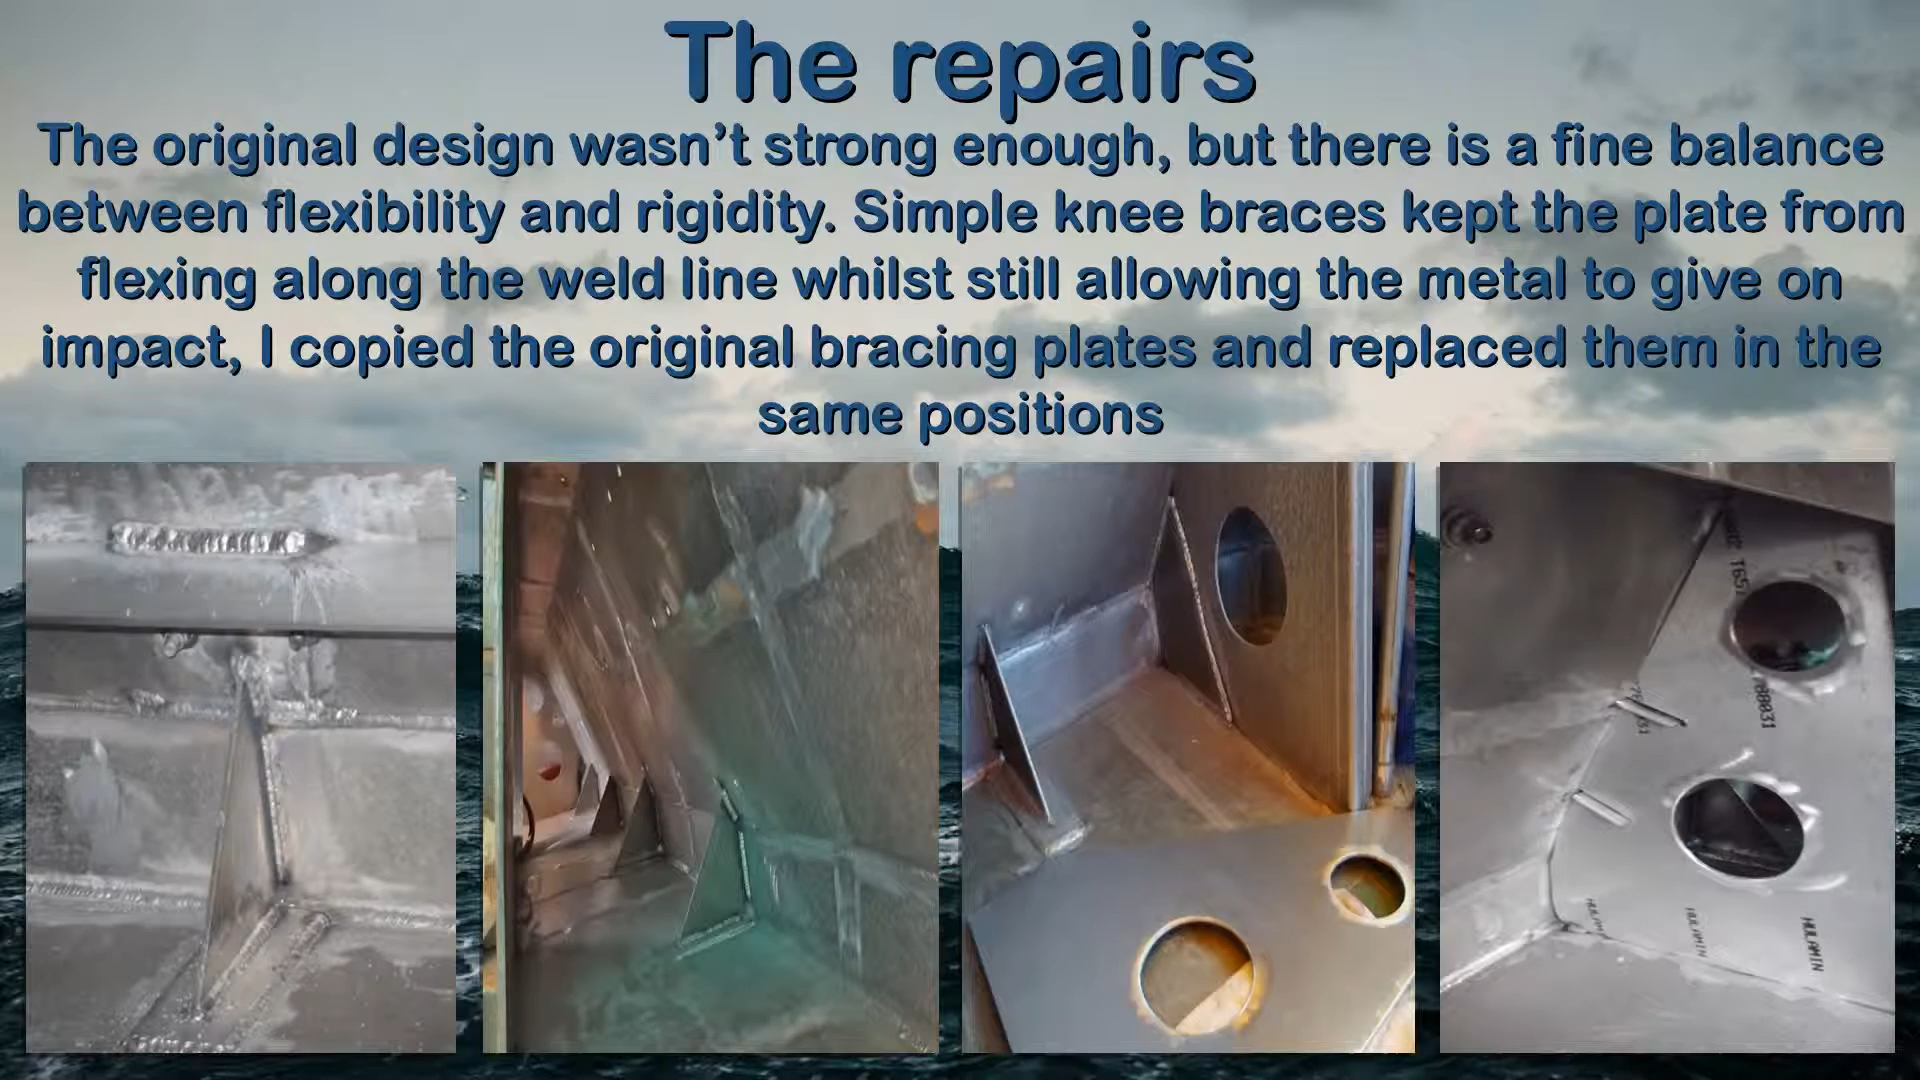 The repairs
The original design wasn’t strong enough, but there is a fine balance
between flexibility and rigidity. Simple knee braces kept the plate from
flexing along the weld line whilst still allowing the metal to give on
impact, I copied the original bracing plates and replaced them in the
same positions
HULAMIN
HULAMIN